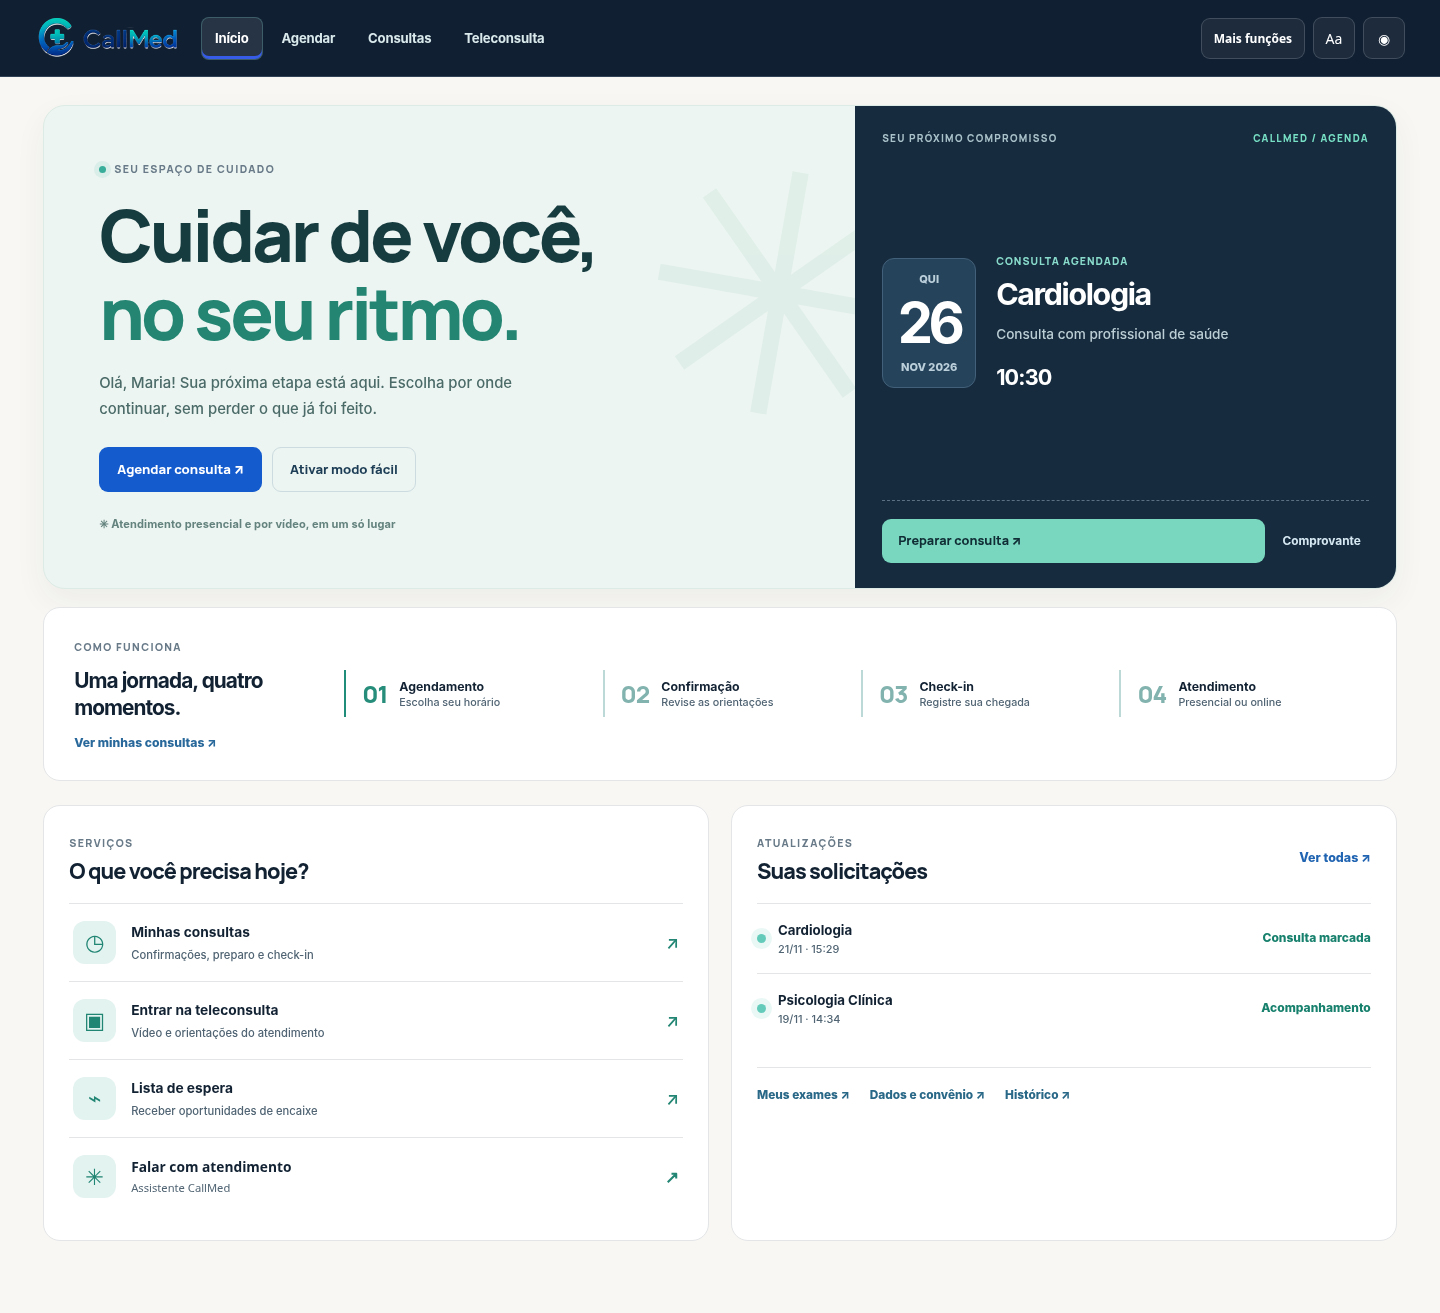 CallMed
Início
Agendar
Consultas
Teleconsulta
Mais funções
Aa
SEU ESPAÇO DE CUIDADO
Cuidar de você,
no seu ritmo.
Olá, Maria! Sua próxima etapa está aqui. Escolha por onde
continuar, sem perder o que já foi feito.
Agendar consulta ↗
Ativar modo fácil
✳ Atendimento presencial e por vídeo, em um só lugar
SEU PRÓXIMO COMPROMISSO
CALLMED / AGENDA
QUI
26
NOV 2026
CONSULTA AGENDADA
Cardiologia
Consulta com profissional de saúde
10:30
Preparar consulta ↗
Comprovante
COMO FUNCIONA
Uma jornada, quatro
momentos.
Ver minhas consultas ↗
01
Agendamento
Escolha seu horário
02
Confirmação
Revise as orientações
03
Check-in
Registre sua chegada
04
Atendimento
Presencial ou online
SERVIÇOS
O que você precisa hoje?
Minhas consultas
Confirmações, preparo e check-in
↗
Entrar na teleconsulta
Vídeo e orientações do atendimento
↗
Lista de espera
Receber oportunidades de encaixe
↗
Falar com atendimento
Assistente CallMed
↗
ATUALIZAÇÕES
Suas solicitações
Ver todas ↗
Cardiologia
21/11 · 15:29
Consulta marcada
Psicologia Clínica
19/11 · 14:34
Acompanhamento
Meus exames ↗
Dados e convênio ↗
Histórico ↗